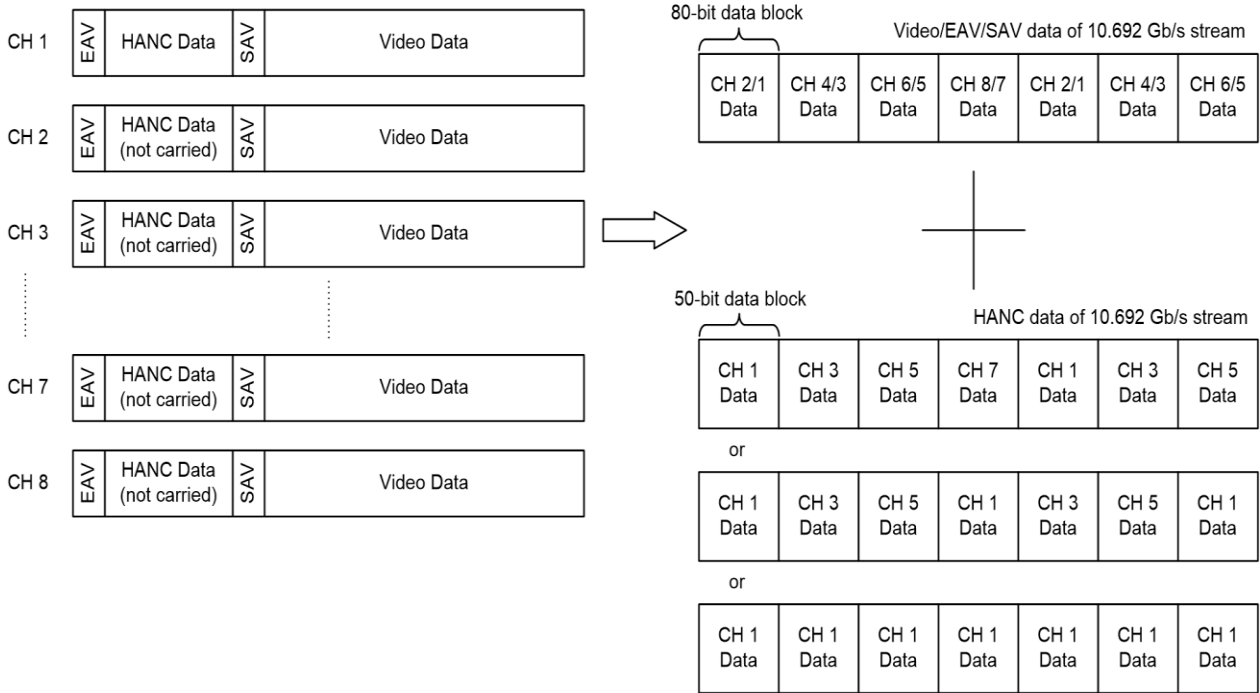 CH 1
EAV
HANC Data
SAV
Video Data
CH 2
EAV
HANC Data
(not carried)
SAV
Video Data
CH 3
EAV
HANC Data
(not carried)
SAV
Video Data
CH 7
EAV
HANC Data
(not carried)
SAV
Video Data
CH 8
EAV
HANC Data
(not carried)
SAV
Video Data
80-bit data block
Video/EAV/SAV data of 10.692 Gb/s stream
CH 2/1 CH 4/3 CH 6/5 CH 8/7 CH 2/1 CH 4/3 CH 6/5
Data Data Data Data Data Data Data
50-bit data block
HANC data of 10.692 Gb/s stream
CH 1 CH 3 CH 5 CH 7 CH 1 CH 3 CH 5
Data Data Data Data Data Data Data
or
CH 1 CH 3 CH 5 CH 1 CH 3 CH 5 CH 1
Data Data Data Data Data Data Data
or
CH 1 CH 1 CH 1 CH 1 CH 1 CH 1 CH 1
Data Data Data Data Data Data Data